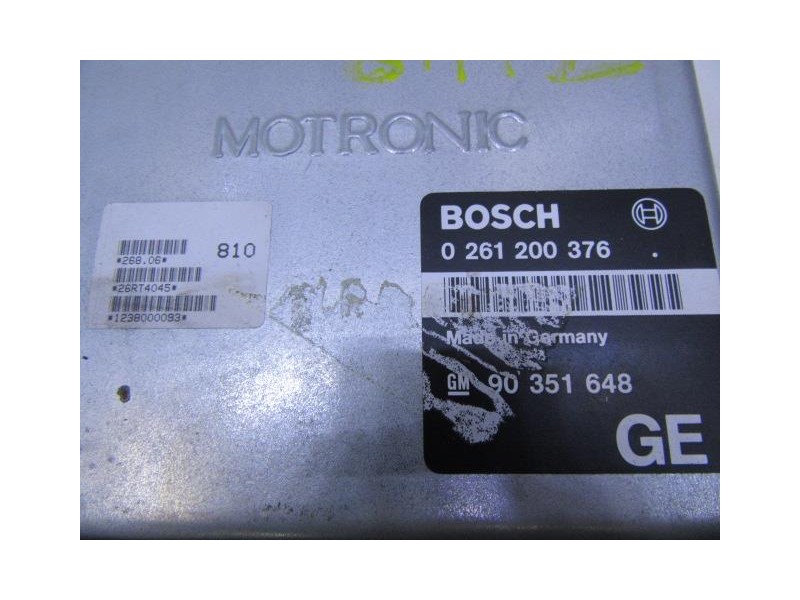 MOTRONIC
810
*268.06*
*26RT4045*
*1238000093*
BOSCH
0 261 200 376 .
Made in Germany
GM 90 351 648
GE